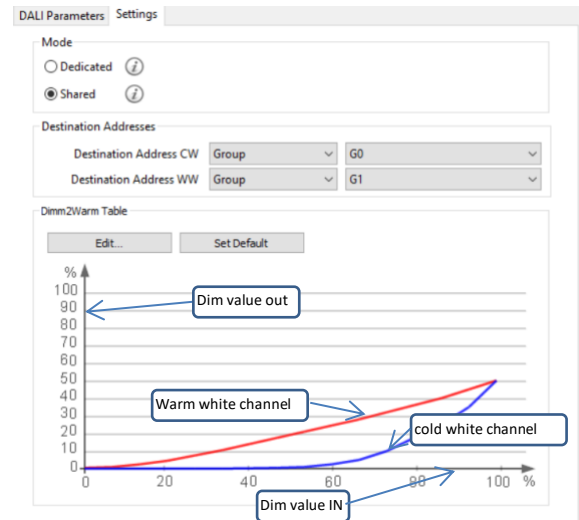 DALI Parameters Settings
Mode
Dedicated i
Shared i
Destination Addresses
Destination Address CW Group G0
Destination Address WW Group G1
Dimm2Warm Table
Edit... Set Default
%
100
90
80
70
60
50
40
30
20
10
0
Dim value out
Warm white channel
cold white channel
0 20 40 60 80 100 %
Dim value IN